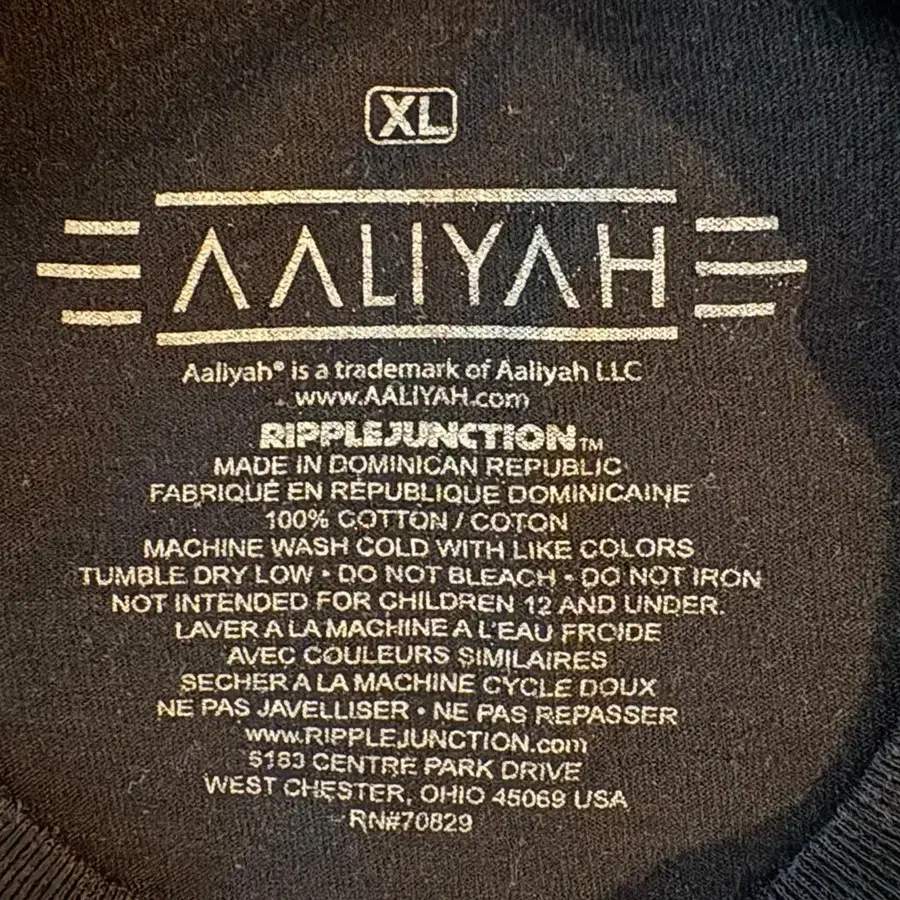 XL
AALIYAH
Aaliyah® is a trademark of Aaliyah LLC
www.AALIYAH.com
RIPPLEJUNCTION™
MADE IN DOMINICAN REPUBLIC
FABRIQUÉ EN RÉPUBLIQUE DOMINICAINE
100% COTTON / COTON
MACHINE WASH COLD WITH LIKE COLORS
TUMBLE DRY LOW • DO NOT BLEACH • DO NOT IRON
NOT INTENDED FOR CHILDREN 12 AND UNDER.
LAVER A LA MACHINE A L'EAU FROIDE
AVEC COULEURS SIMILAIRES
SECHER A LA MACHINE CYCLE DOUX
NE PAS JAVELLISER • NE PAS REPASSER
www.RIPPLEJUNCTION.com
CENTRE PARK DRIVE
WEST CHESTER, OHIO 45069 USA
RN#70829